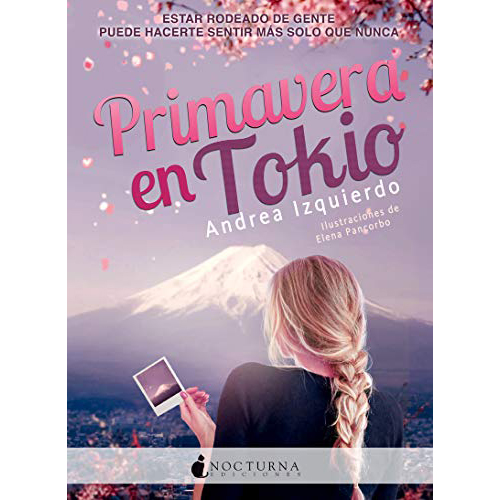 ESTAR RODEADO DE GENTE
PUEDE HACERTE SENTIR MÁS SOLO QUE NUNCA
Primavera
en Tokio
Andrea Izquierdo
Ilustraciones de
Elena Pancorbo
NOCTURNA
EDICIONES